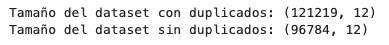 Tamaño del dataset con duplicados: (121219, 12)
Tamaño del dataset sin duplicados: (96784, 12)